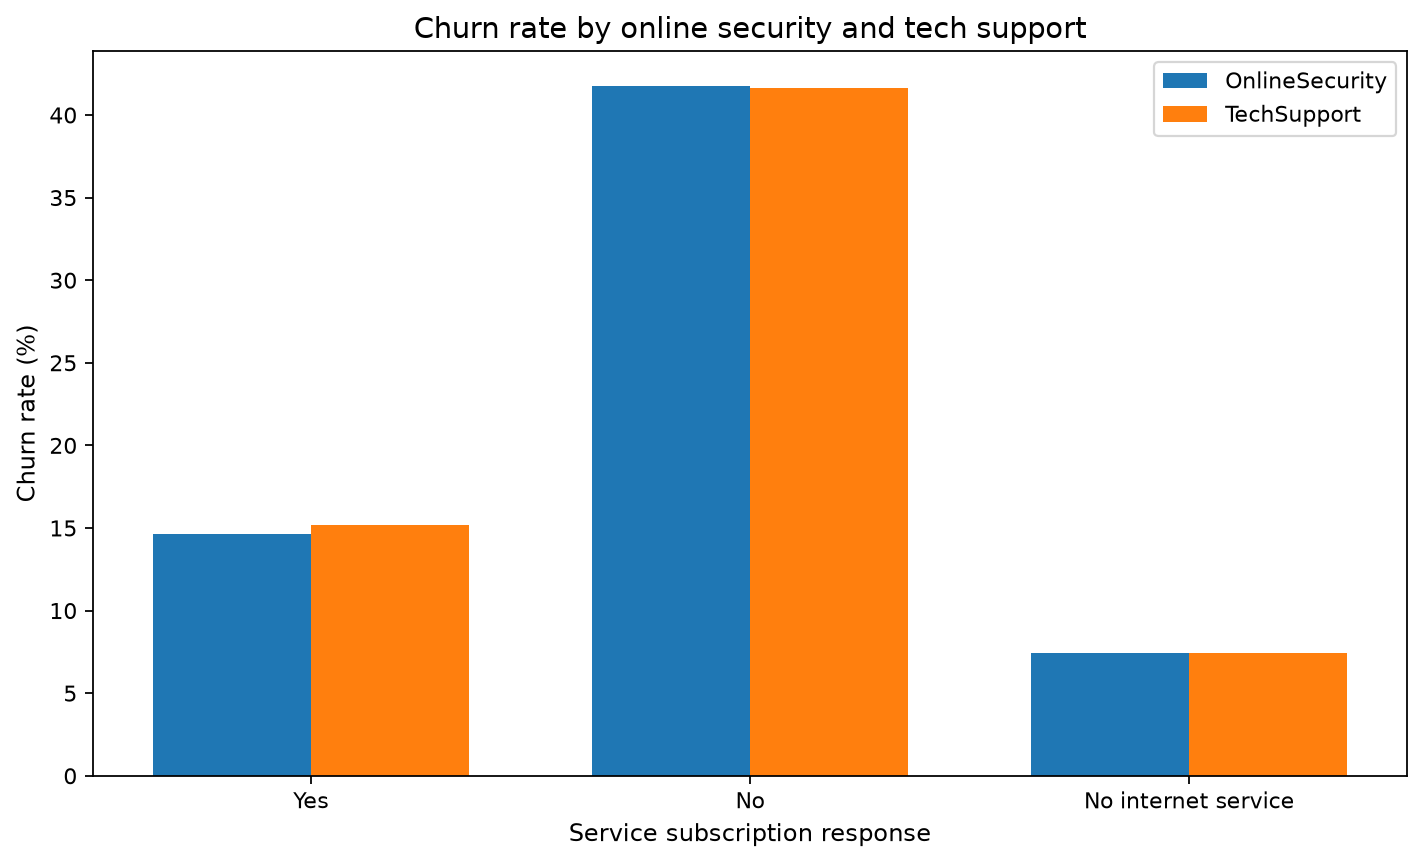 Churn rate by online security and tech support
OnlineSecurity
TechSupport
Churn rate (%)
40
35
30
25
20
15
10
5
0
Yes
No
No internet service
Service subscription response